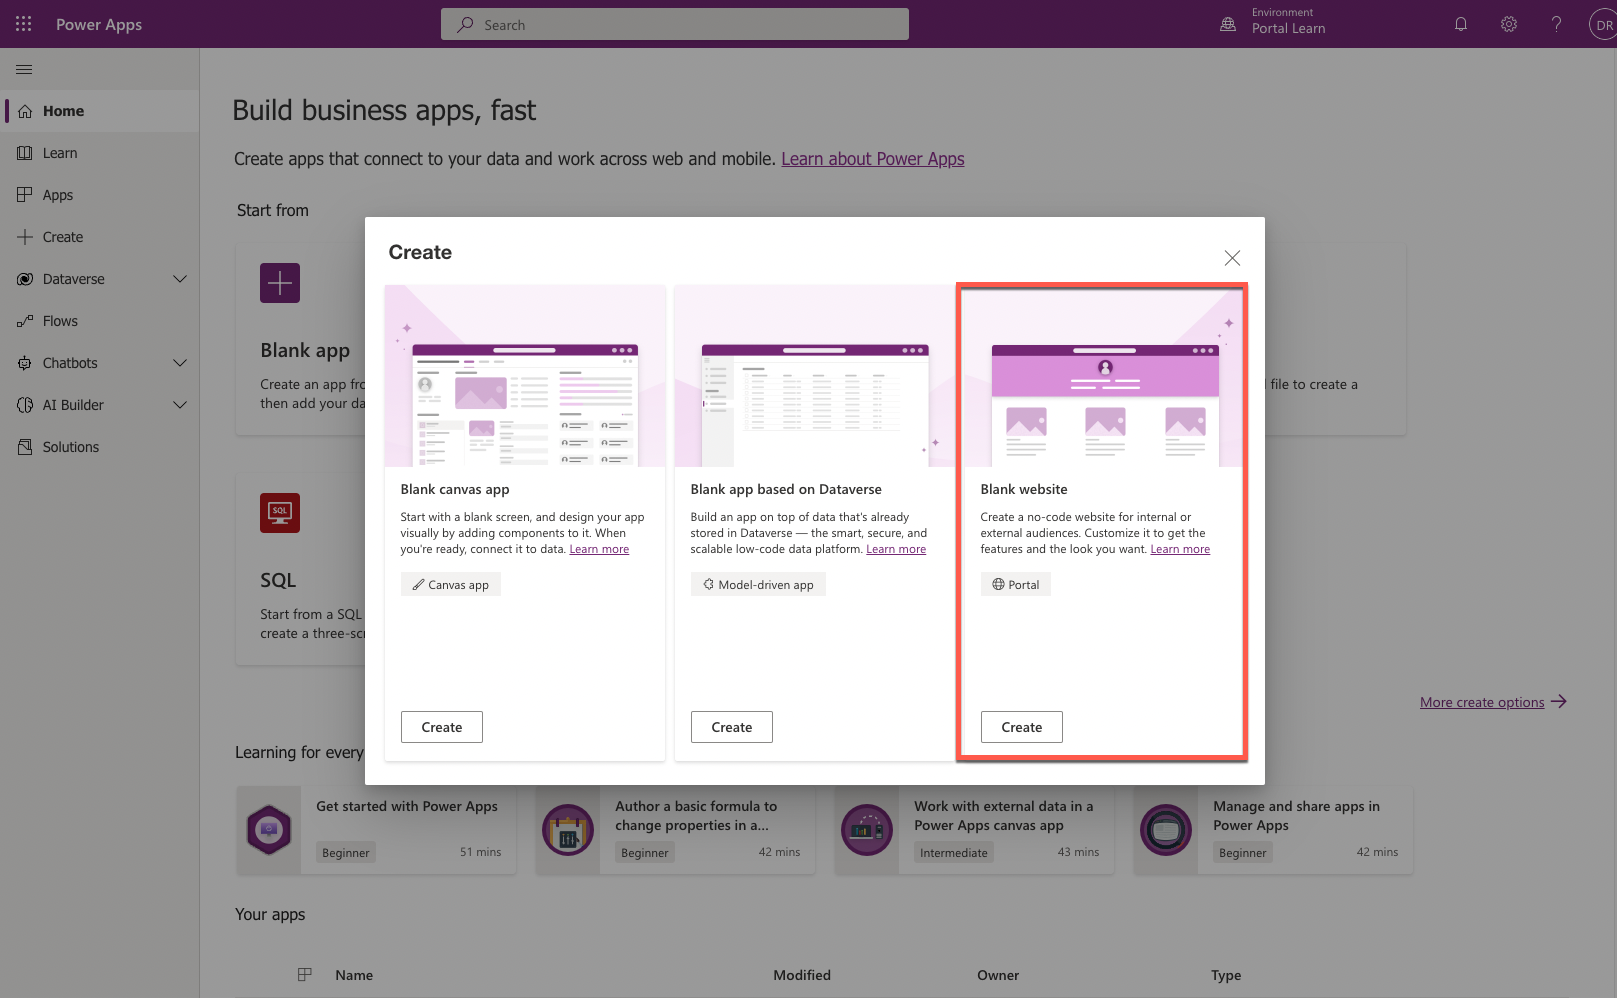 Power Apps
Search
Environment
Portal Learn
DR
Home
Learn
Apps
Create
Dataverse
Flows
Chatbots
AI Builder
Solutions
Build business apps, fast
Create apps that connect to your data and work across web and mobile. Learn about Power Apps
Start from
Blank app
Create an app fro
then add your da
file to create a
SQL
SQL
Start from a SQL
create a three-scr
Create
Blank canvas app
Start with a blank screen, and design your app
visually by adding components to it. When
you're ready, connect it to data. Learn more
Canvas app
Create
Blank app based on Dataverse
Build an app on top of data that's already
stored in Dataverse — the smart, secure, and
scalable low-code data platform. Learn more
Model-driven app
Create
Blank website
Create a no-code website for internal or
external audiences. Customize it to get the
features and the look you want. Learn more
Portal
Create
More create options
Learning for every
Get started with Power Apps
Beginner
51 mins
Author a basic formula to
change properties in a...
Beginner
42 mins
Work with external data in a
Power Apps canvas app
Intermediate
43 mins
Manage and share apps in
Power Apps
Beginner
42 mins
Your apps
Name
Modified
Owner
Type